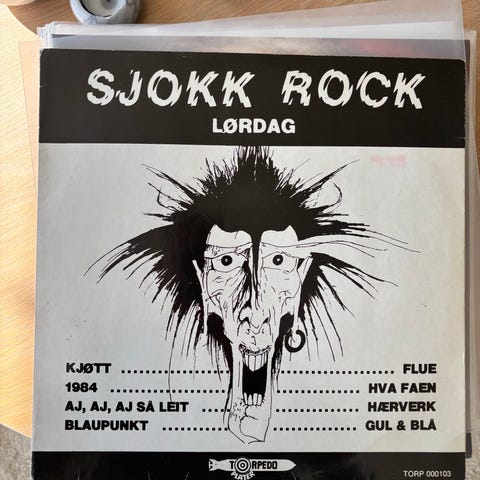 SJOKK ROCK
LØRDAG
KJØTT ........................................ FLUE
1984 ........................................ HVA FAEN
AJ, AJ, AJ SÅ LEIT ........................ HÆRVERK
BLAUPUNKT ........................ GUL & BLÅ
TORPEDO
PLATER
TORP 000103